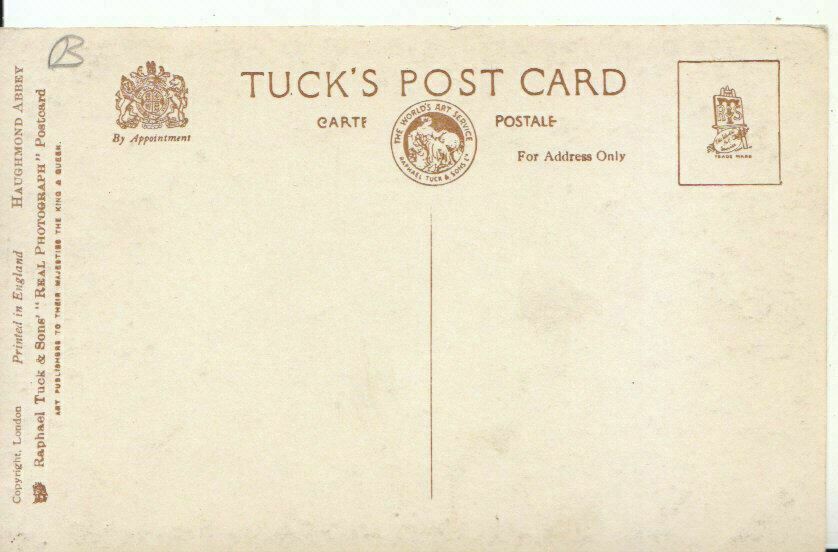 B
TUCK'S POST CARD
CARTE POSTALE
For Address Only
By Appointment
THE WORLD'S ART SERVICE
RAPHAEL TUCK & SONS LD
TRADE MARK
Copyright, London Printed in England HAUGHMOND ABBEY
Raphael Tuck & Sons' "REAL PHOTOGRAPH" Postcard
ART PUBLISHERS TO THEIR MAJESTIES THE KING & QUEEN.